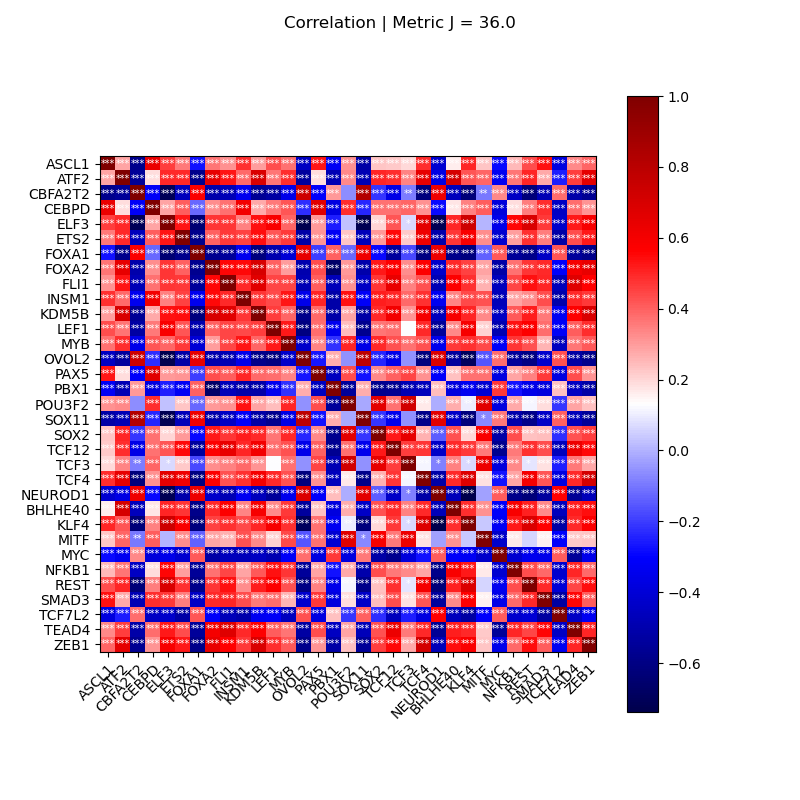 Correlation | Metric J = 36.0
ASCL1
ATF2
CBFA2T2
CEBPD
ELF3
ETS2
FOXA1
FOXA2
FLI1
INSM1
KDM5B
LEF1
MYB
OVOL2
PAX5
PBX1
POU3F2
SOX11
SOX2
TCF12
TCF3
TCF4
NEUROD1
BHLHE40
KLF4
MITF
MYC
NFKB1
REST
SMAD3
TCF7L2
TEAD4
ZEB1
ASCL1
ATF2
CBFA2T2
CEBPD
ELF3
ETS2
FOXA1
FOXA2
FLI1
INSM1
KDM5B
LEF1
MYB
OVOL2
PAX5
PBX1
POU3F2
SOX11
SOX2
TCF12
TCF3
TCF4
NEUROD1
BHLHE40
KLF4
MITF
MYC
NFKB1
REST
SMAD3
TCF7L2
TEAD4
ZEB1
1.0
0.8
0.6
0.4
0.2
0.0
−0.2
−0.4
−0.6